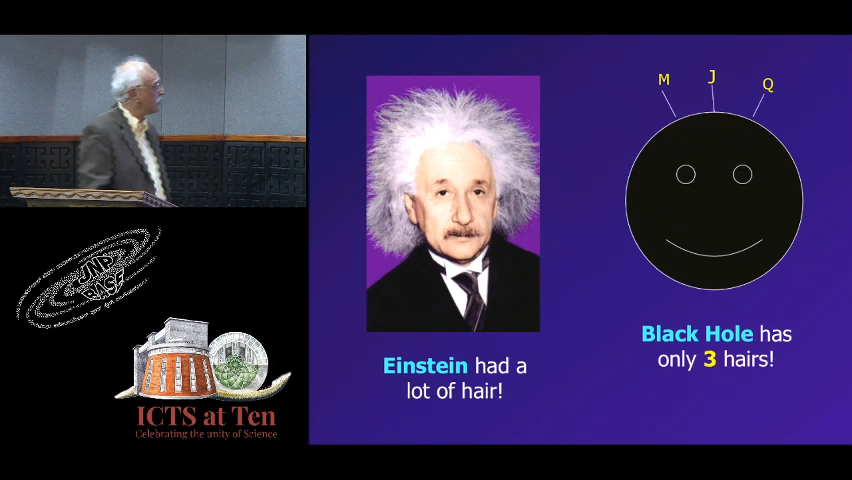 M J Q
Einstein had a
lot of hair!
Black Hole has
only 3 hairs!
ICTS at Ten
Celebrating the unity of Science